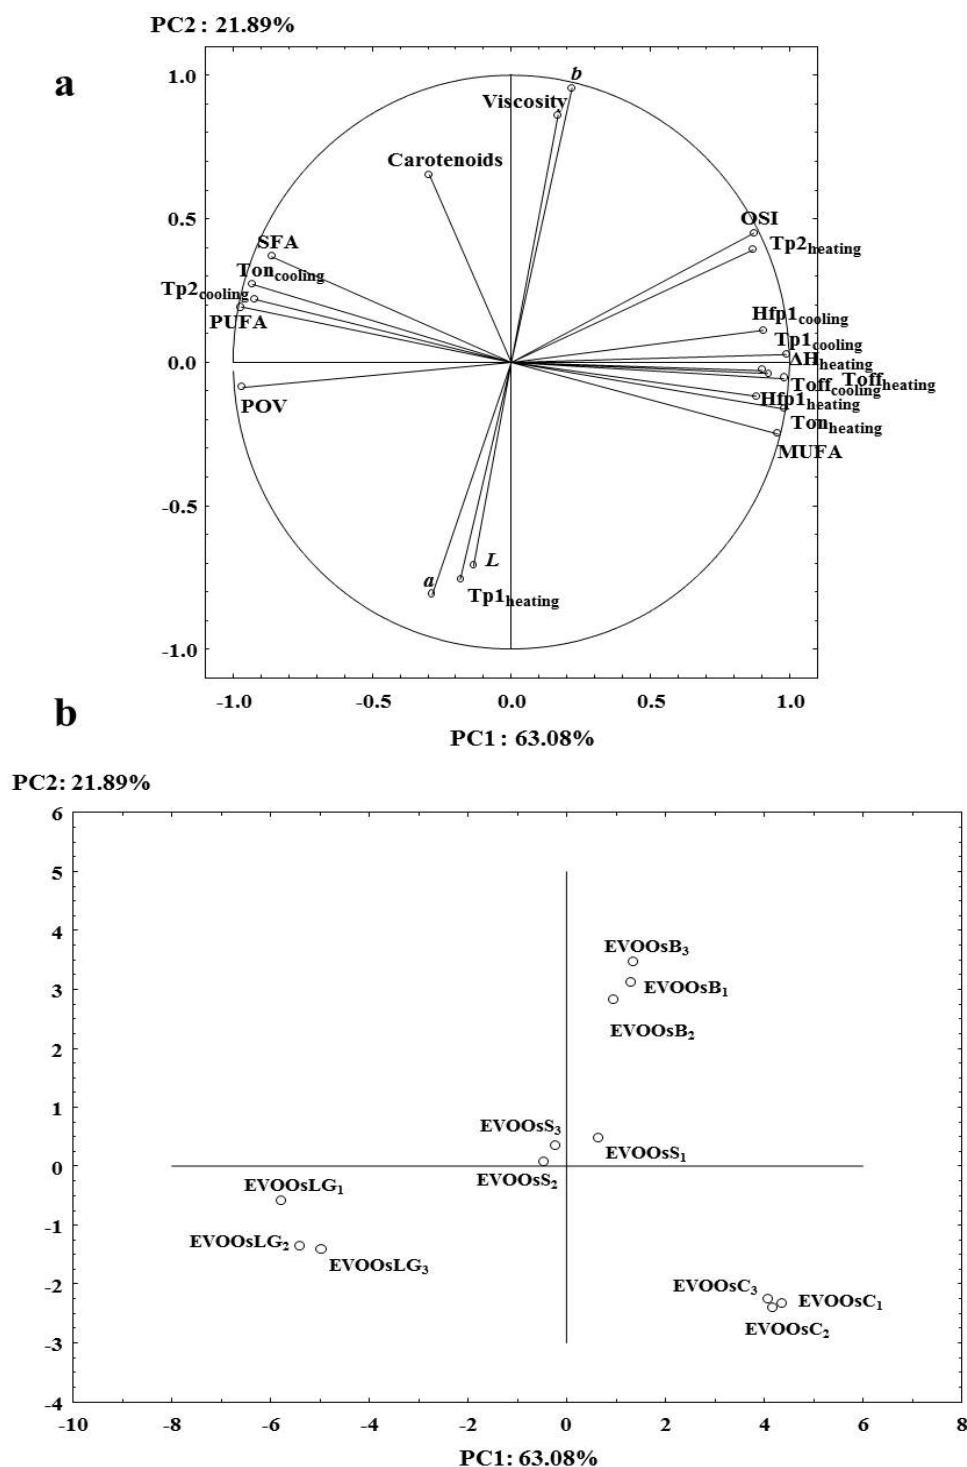 PC2 : 21.89%
a
1.0
b
Viscosity
Carotenoids
0.5
OSI
SFA
Tp2heating
Toncooling
Tp2cooling
Hfp1cooling
PUFA
Tp1cooling
0.0
ΔHheating
Toffcooling Toffheating
POV
Hfp1heating
Tonheating
MUFA
-0.5
L
a
Tp1heating
-1.0
-1.0 -0.5 0.0 0.5 1.0
b
PC1 : 63.08%
PC2: 21.89%
6
5
4
EVOOsB3
3
EVOOsB1
EVOOsB2
2
1
EVOOsS3
EVOOsS1
0
EVOOsS2
EVOOsLG1
-1
EVOOsLG2
EVOOsLG3
-2
EVOOsC3
EVOOsC1
EVOOsC2
-3
-4
-10 -8 -6 -4 -2 0 2 4 6 8
PC1: 63.08%